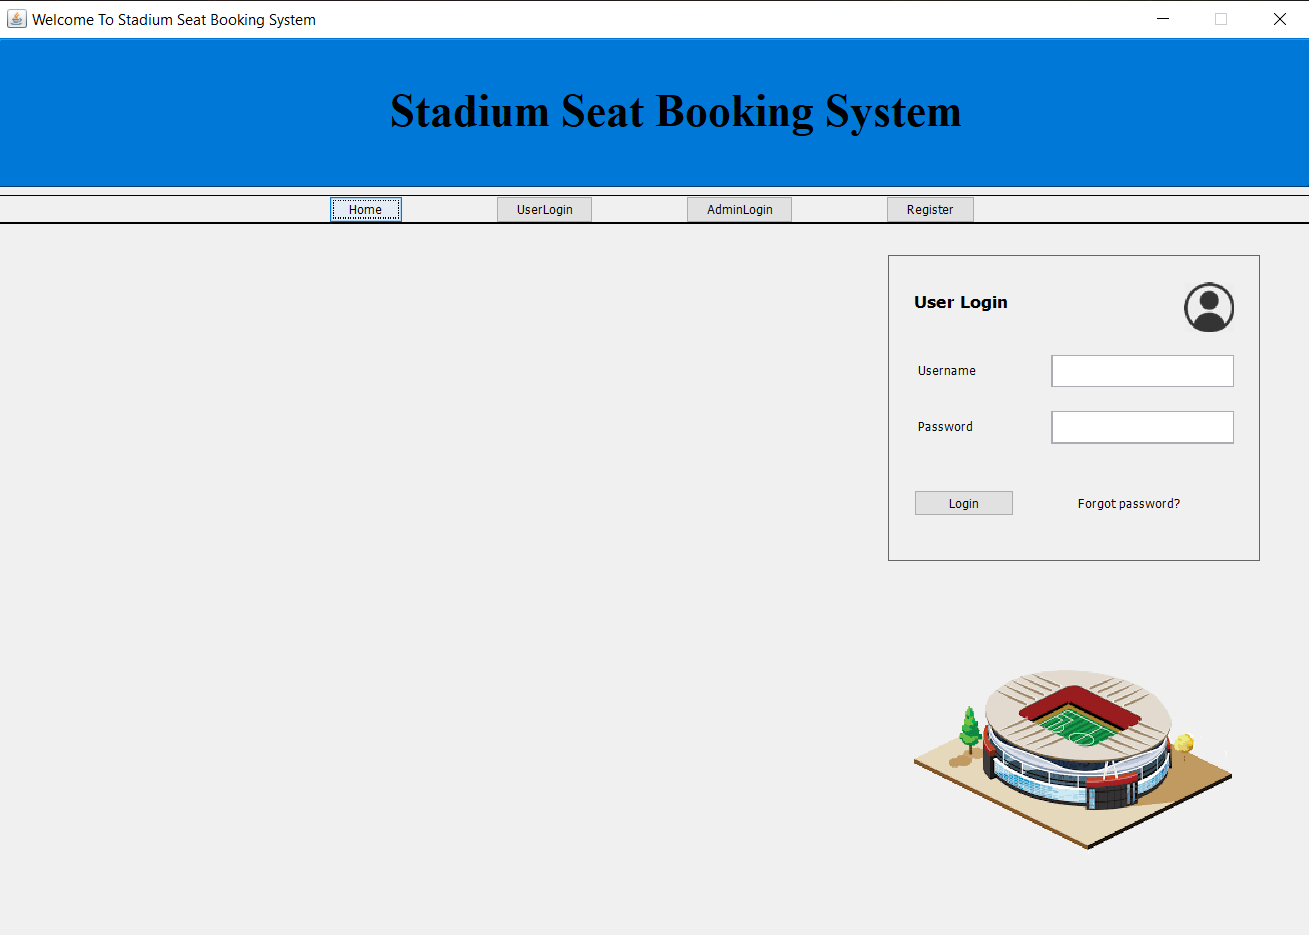 Welcome To Stadium Seat Booking System
Stadium Seat Booking System
Home UserLogin AdminLogin Register
User Login
Username
Password
Login Forgot password?